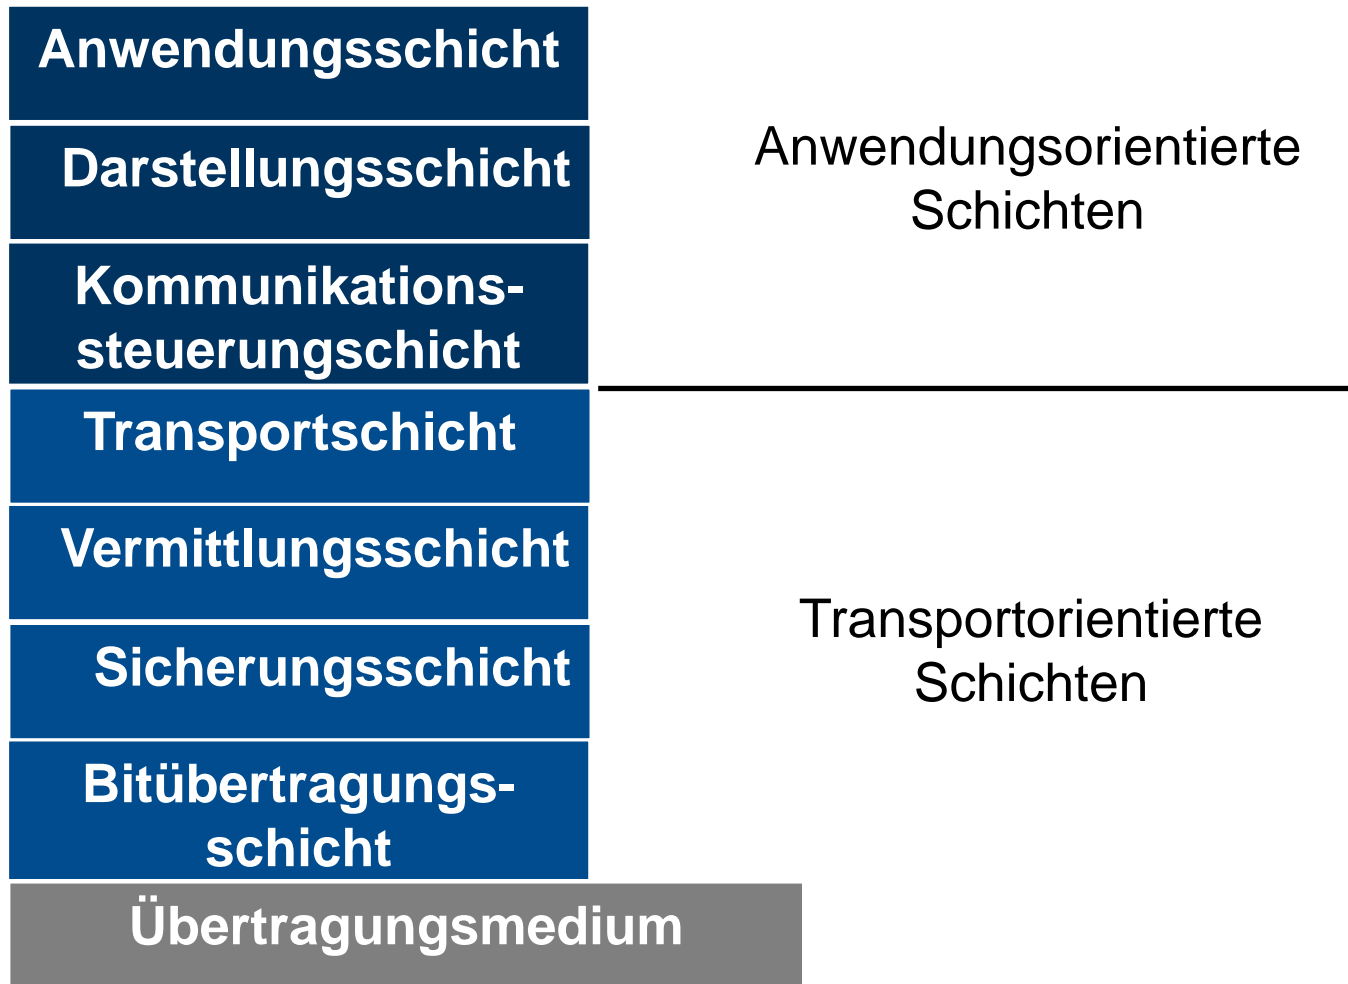 Anwendungsschicht
Darstellungsschicht
Kommunikations-
steuerungschicht
Transportschicht
Vermittlungsschicht
Sicherungsschicht
Bitübertragungs-
schicht
Übertragungsmedium
Anwendungsorientierte
Schichten
Transportorientierte
Schichten